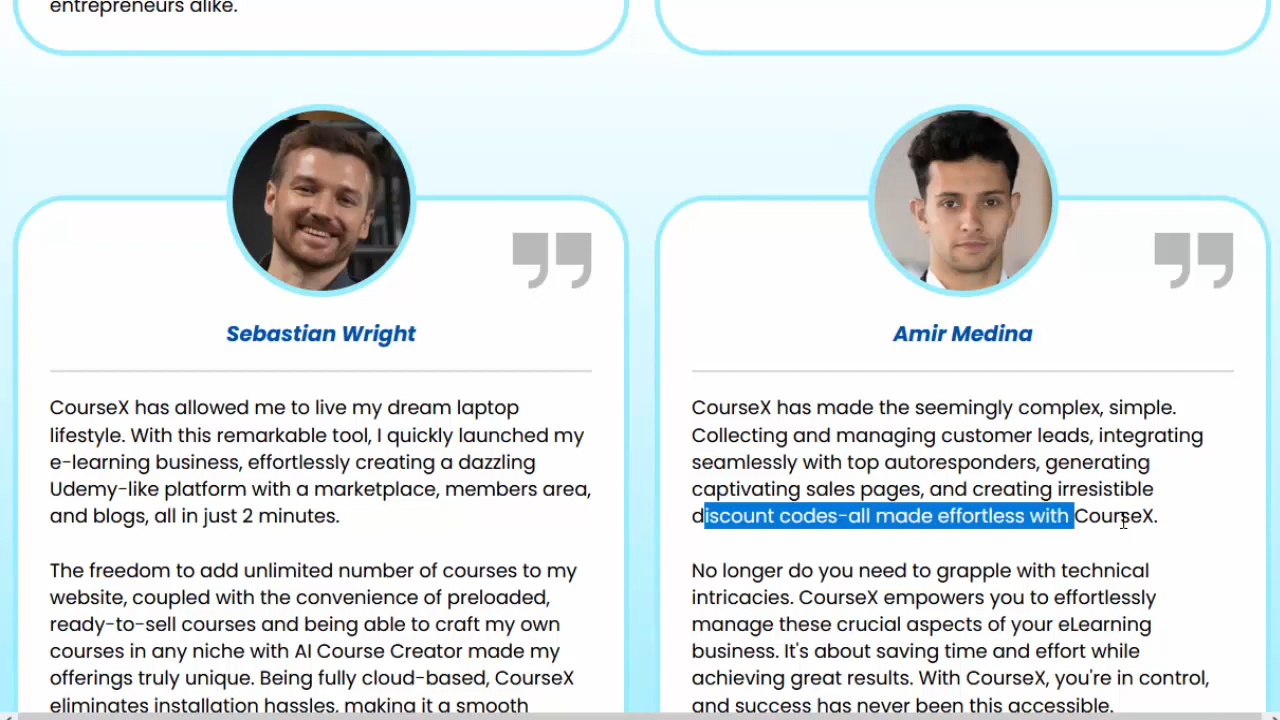 entrepreneurs alike.
Sebastian Wright
CourseX has allowed me to live my dream laptop
lifestyle. With this remarkable tool, I quickly launched my
e-learning business, effortlessly creating a dazzling
Udemy-like platform with a marketplace, members area,
and blogs, all in just 2 minutes.
The freedom to add unlimited number of courses to my
website, coupled with the convenience of preloaded,
ready-to-sell courses and being able to craft my own
courses in any niche with AI Course Creator made my
offerings truly unique. Being fully cloud-based, CourseX
eliminates installation hassles, making it a smooth
Amir Medina
CourseX has made the seemingly complex, simple.
Collecting and managing customer leads, integrating
seamlessly with top autoresponders, generating
captivating sales pages, and creating irresistible
discount codes-all made effortless with CourseX.
No longer do you need to grapple with technical
intricacies. CourseX empowers you to effortlessly
manage these crucial aspects of your eLearning
business. It's about saving time and effort while
achieving great results. With CourseX, you're in control,
and success has never been this accessible.